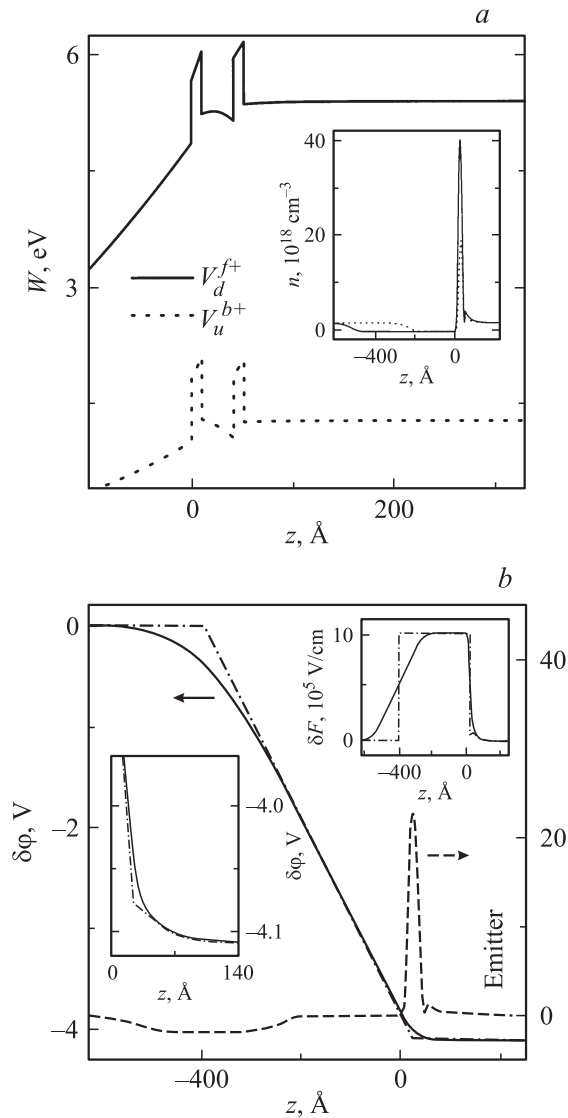 a
6
W, eV
3
V_d^{f+}
V_u^{b+}
40
20
0
n, 10^{18} cm^{-3}
−400
0
z, Å
0
200
z, Å
b
0
−2
−4
δφ, V
10
0
δF, 10^5 V/cm
−400
0
z, Å
−4.0
−4.1
δφ, V
0
140
z, Å
40
20
0
Emitter
−400
0
z, Å